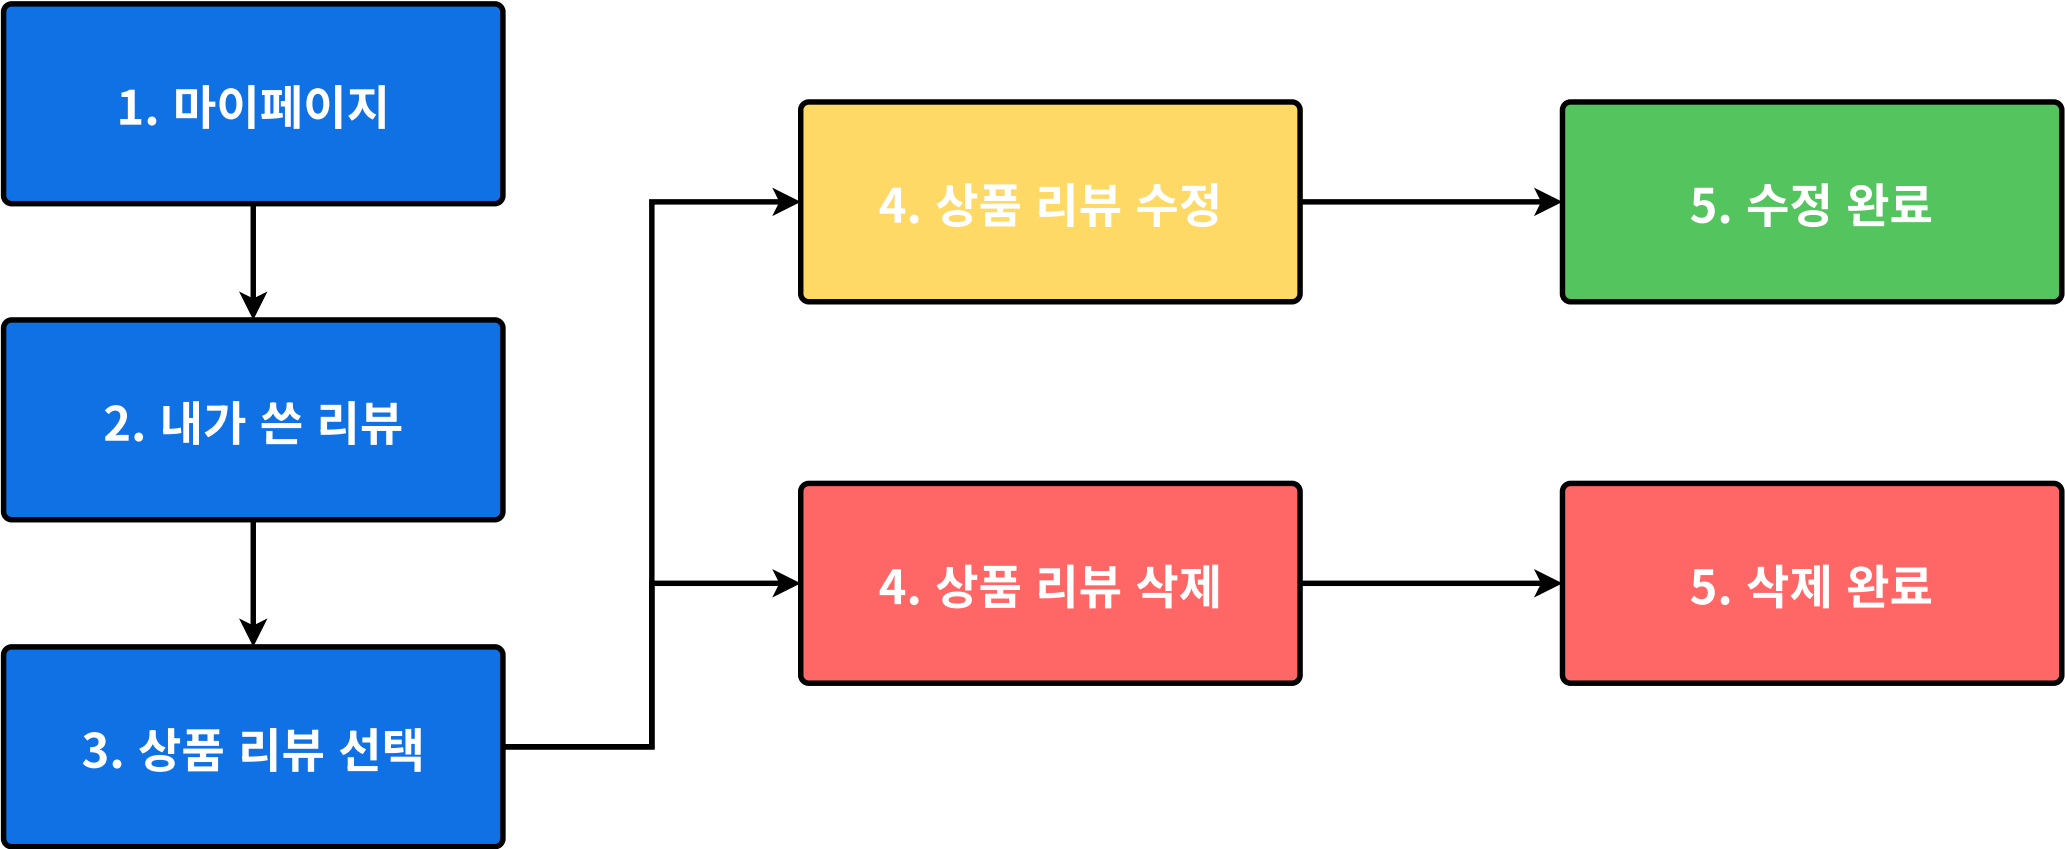 1. 마이페이지
2. 내가 쓴 리뷰
3. 상품 리뷰 선택
4. 상품 리뷰 수정
5. 수정 완료
4. 상품 리뷰 삭제
5. 삭제 완료